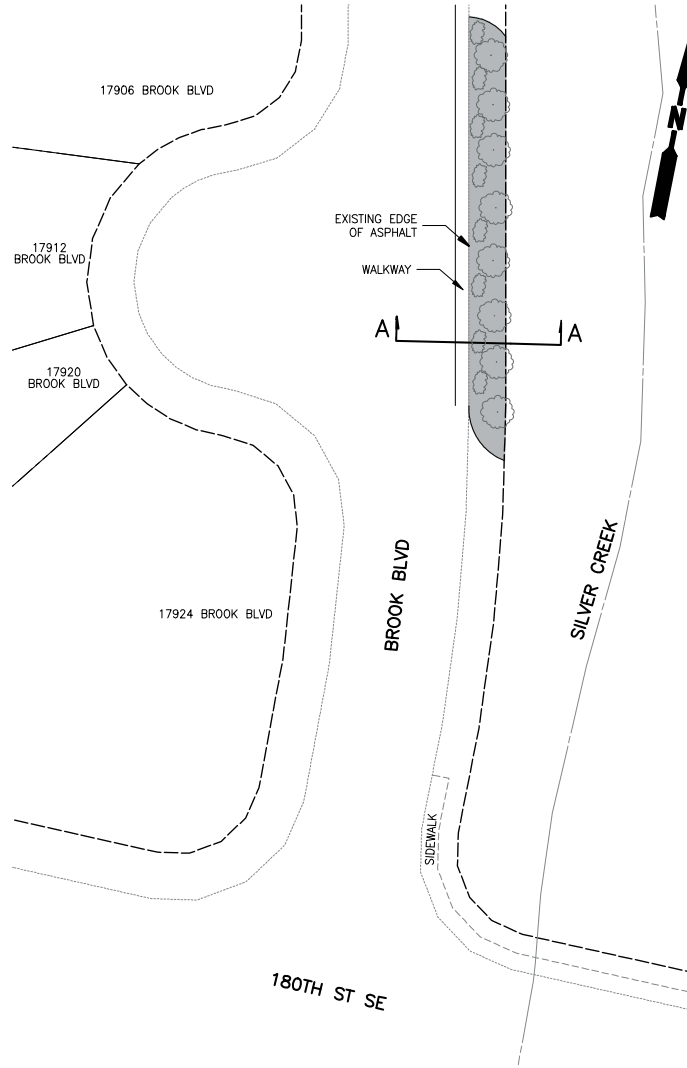 17906 BROOK BLVD
N
EXISTING EDGE
OF ASPHALT
17912
BROOK BLVD
WALKWAY
A
A
17920
BROOK BLVD
BROOK BLVD
SILVER CREEK
17924 BROOK BLVD
SIDEWALK
180TH ST SE